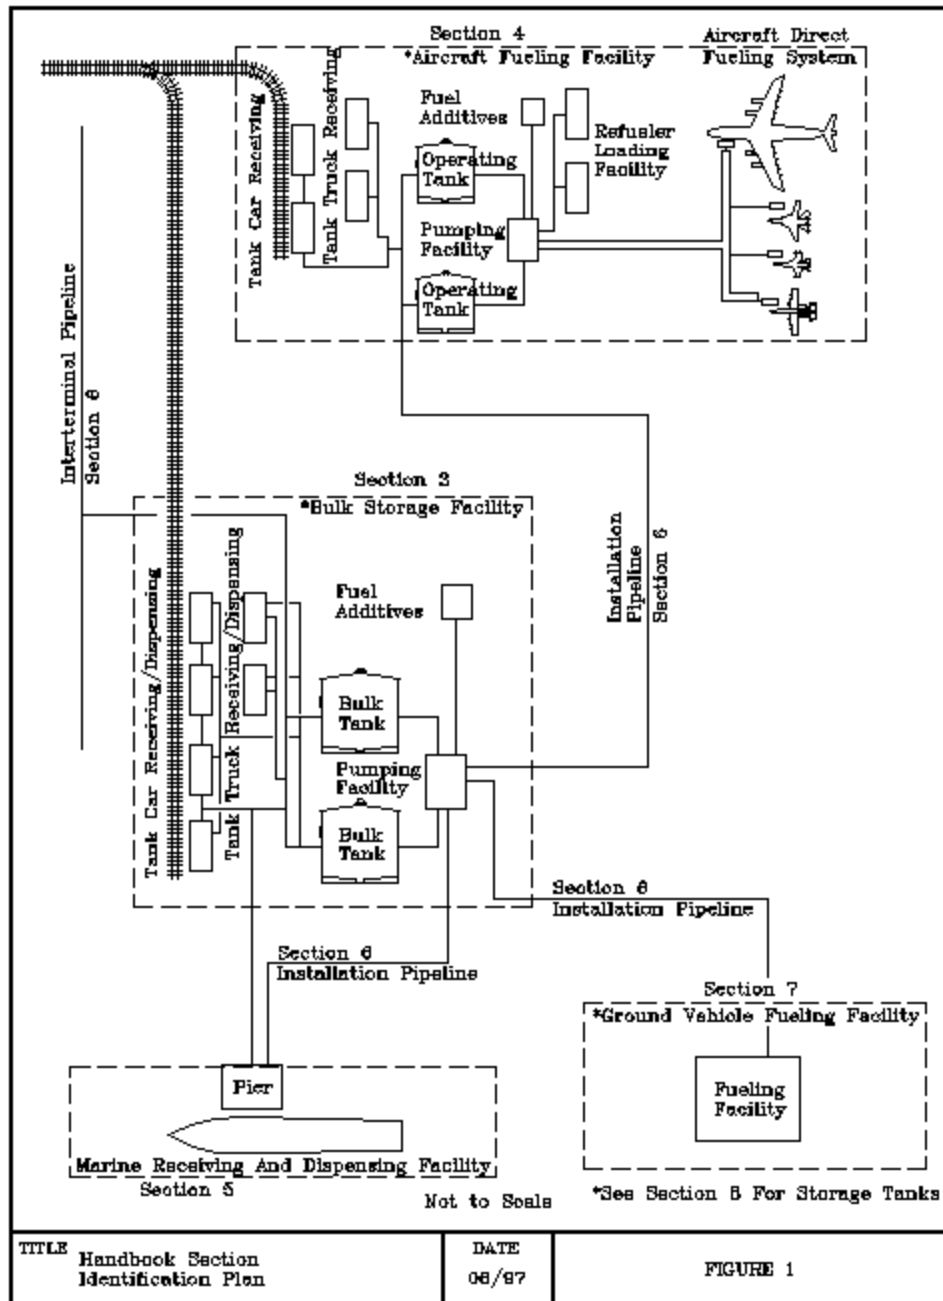 Section 4
*Aircraft Fueling Facility
Aircraft Direct
Fueling System
Tank Car Receiving
Tank Truck Receiving
Fuel
Additives
Refueler
Loading
Facility
Operating
Tank
Pumping
Facility
Operating
Tank
Interterminal Pipeline
Section 6
Section 3
*Bulk Storage Facility
Installation
Pipeline
Section 6
Tank Car Receiving/Dispensing
Tank Truck Receiving/Dispensing
Fuel
Additives
Bulk
Tank
Pumping
Facility
Bulk
Tank
Section 6
Installation Pipeline
Section 6
Installation Pipeline
Section 7
*Ground Vehicle Fueling Facility
Fueling
Facility
Pier
Marine Receiving And Dispensing Facility
Section 5
Not to Scale
*See Section 8 For Storage Tanks
TITLE
Handbook Section
Identification Plan
DATE
06/97
FIGURE 1